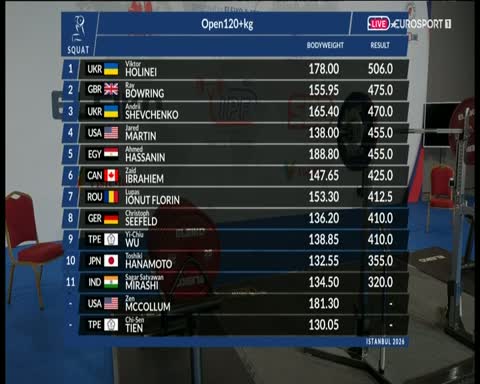 Open120+kg
LIVE EUROSPORT 1
SQUAT BODYWEIGHT RESULT
1 UKR Viktor HOLINEI 178.00 506.0
2 GBR Ray BOWRING 155.95 475.0
3 UKR Andrii SHEVCHENKO 165.40 470.0
4 USA Jared MARTIN 138.00 455.0
5 EGY Ahmed HASSANIN 188.80 455.0
6 CAN Zaid IBRAHIEM 147.65 425.0
7 ROU Lupas IONUT FLORIN 153.30 412.5
8 GER Christoph SEEFELD 136.20 410.0
9 TPE Yi-Chiu WU 138.85 410.0
10 JPN Toshiki HANAMOTO 132.55 355.0
11 IND Sagar Satyawan MIRASHI 134.50 320.0
- USA Zen MCCOLLUM 181.30 -
- TPE Chi-Sen TIEN 130.05 -
ISTANBUL 2026